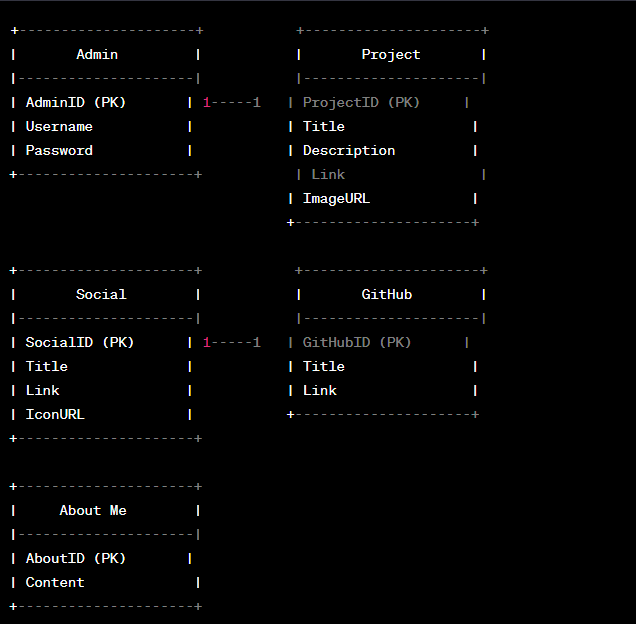 +---------------------+           +---------------------+
|       Admin         |           |       Project       |
|---------------------|           |---------------------|
| AdminID (PK)       | 1-----1   | ProjectID (PK)     |
| Username           |           | Title               |
| Password           |           | Description         |
+---------------------+           | Link                |
| ImageURL            |
+---------------------+
+---------------------+           +---------------------+
|       Social        |           |       GitHub        |
|---------------------|           |---------------------|
| SocialID (PK)      | 1-----1   | GitHubID (PK)      |
| Title              |           | Title               |
| Link               |           | Link                |
| IconURL            |           +---------------------+
+---------------------+
+---------------------+
|     About Me        |
|---------------------|
| AboutID (PK)       |
| Content             |
+---------------------+